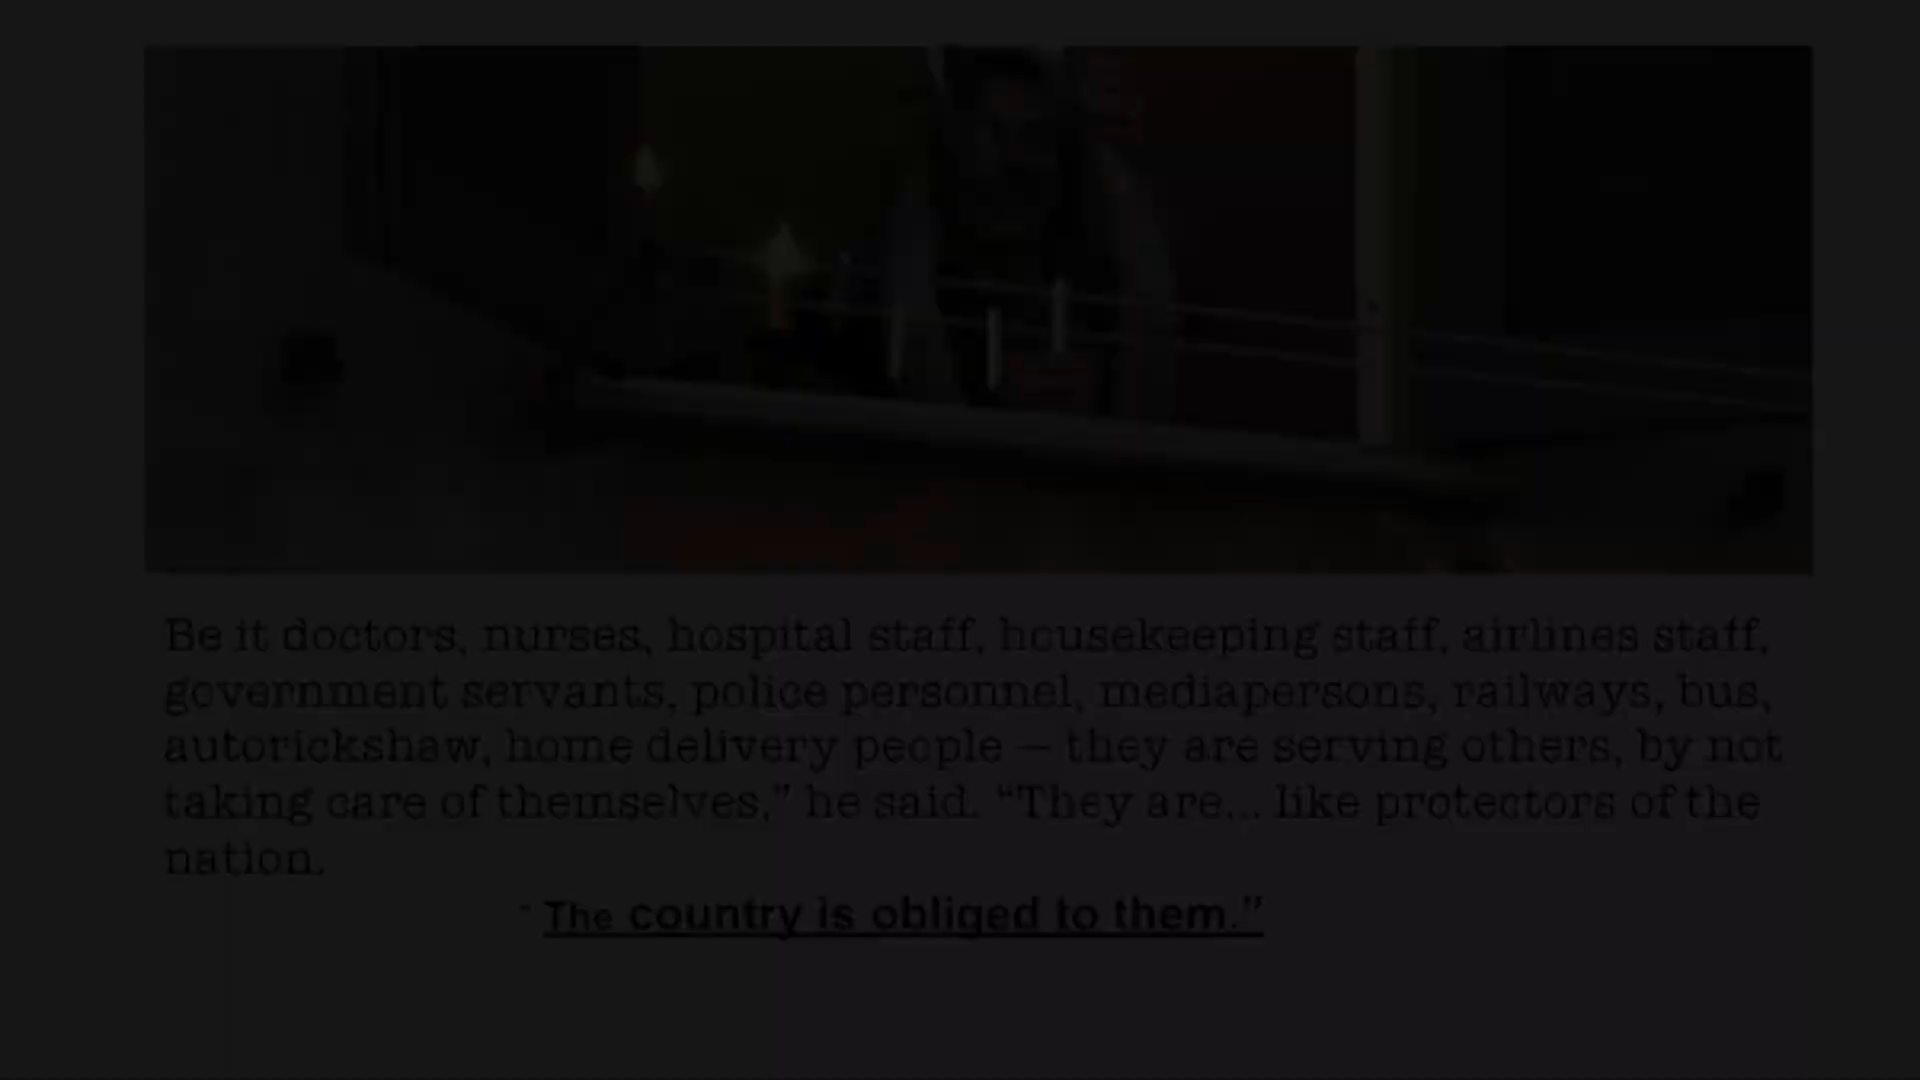 Be it doctors, nurses, hospital staff, housekeeping staff, airlines staff,
government servants, police personnel, mediapersons, railways, bus,
autorickshaw, home delivery people — they are serving others, by not
taking care of themselves,” he said. “They are... like protectors of the
nation.
- The country is obliged to them.”